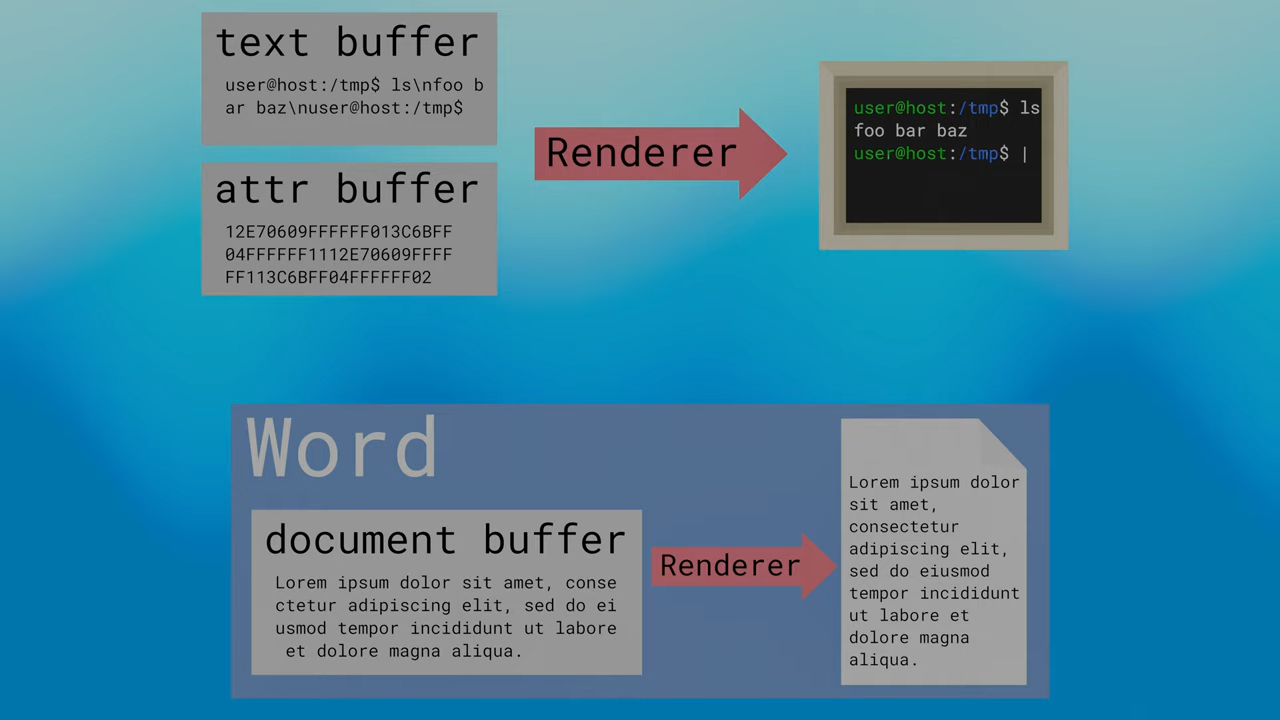 text buffer
user@host:/tmp$ ls\nfoo b
ar baz\nuser@host:/tmp$
attr buffer
12E70609FFFFFF013C6BFF
04FFFFFF1112E70609FFFF
FF113C6BFF04FFFFFF02
Renderer
user@host:/tmp$ ls
foo bar baz
user@host:/tmp$ |
Word
document buffer
Lorem ipsum dolor sit amet, conse
ctetur adipiscing elit, sed do ei
usmod tempor incididunt ut labore
et dolore magna aliqua.
Renderer
Lorem ipsum dolor
sit amet,
consectetur
adipiscing elit,
sed do eiusmod
tempor incididunt
ut labore et
dolore magna
aliqua.